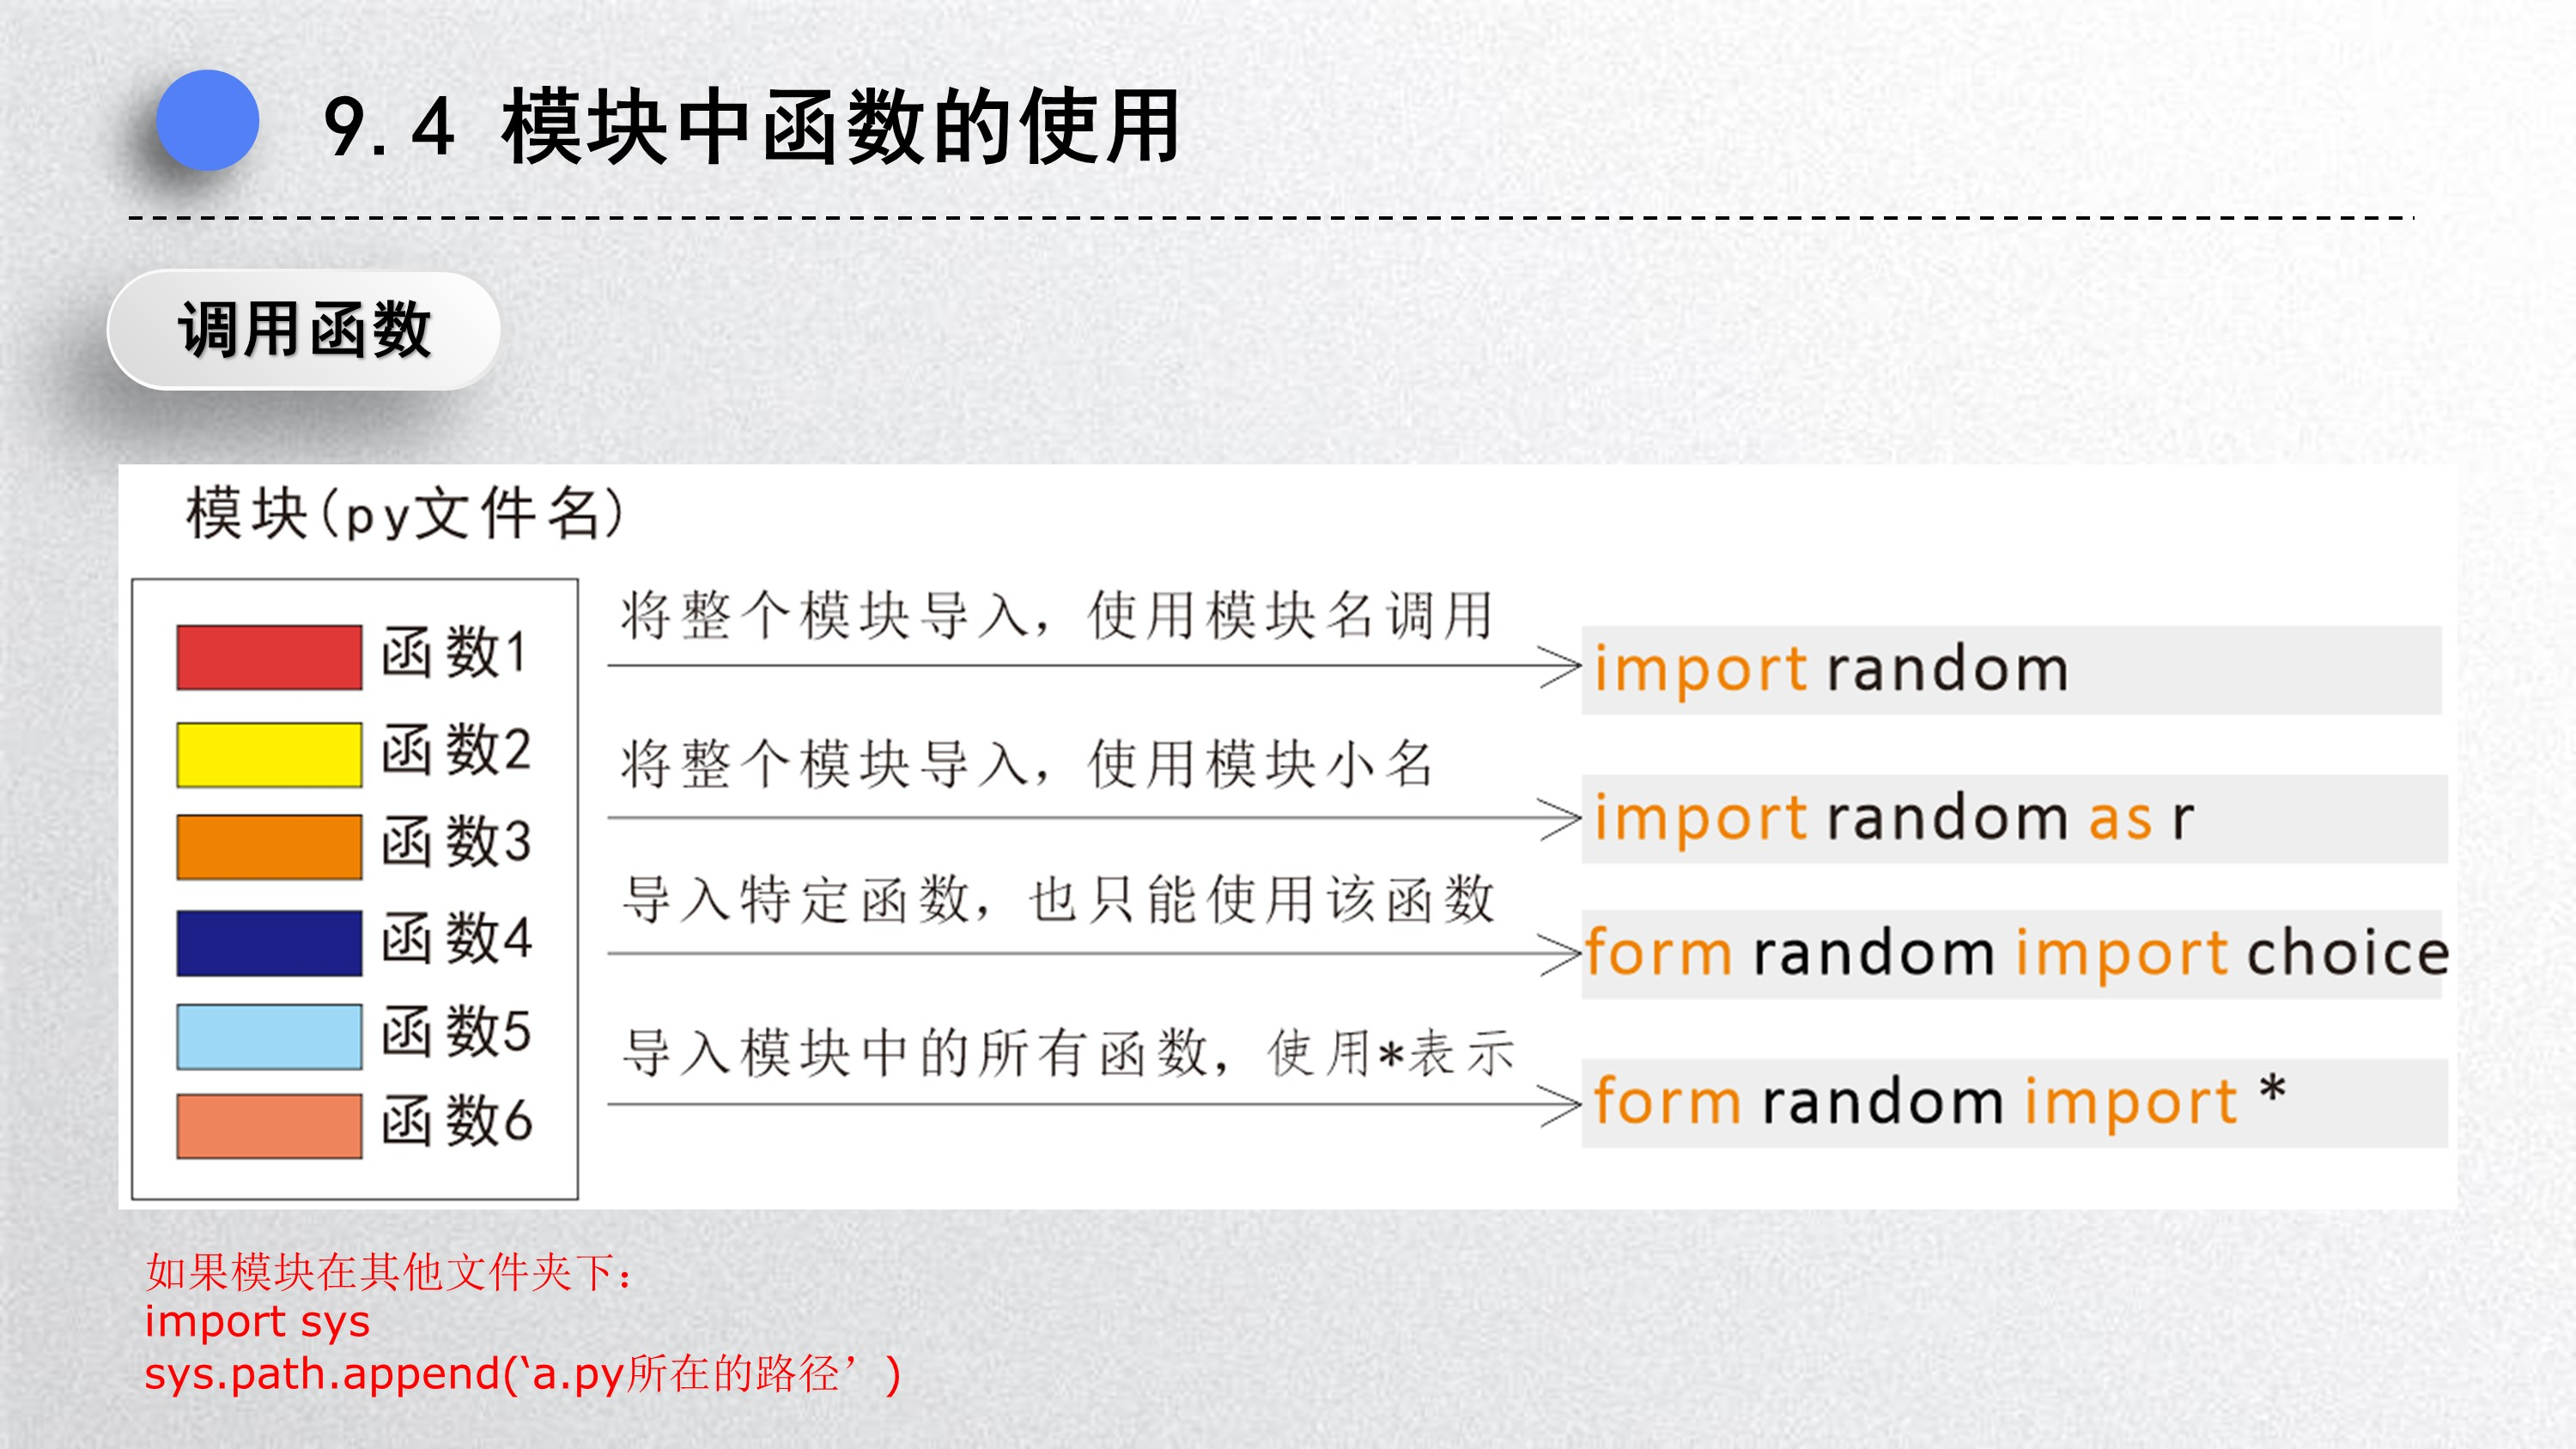 9.4 模块中函数的使用
调用函数
模块(py文件名)
函数1
函数2
函数3
函数4
函数5
函数6
将整个模块导入，使用模块名调用
import random
将整个模块导入，使用模块小名
import random as r
导入特定函数，也只能使用该函数
form random import choice
导入模块中的所有函数，使用*表示
form random import *
如果模块在其他文件夹下：
import sys
sys.path.append(‘a.py所在的路径’)